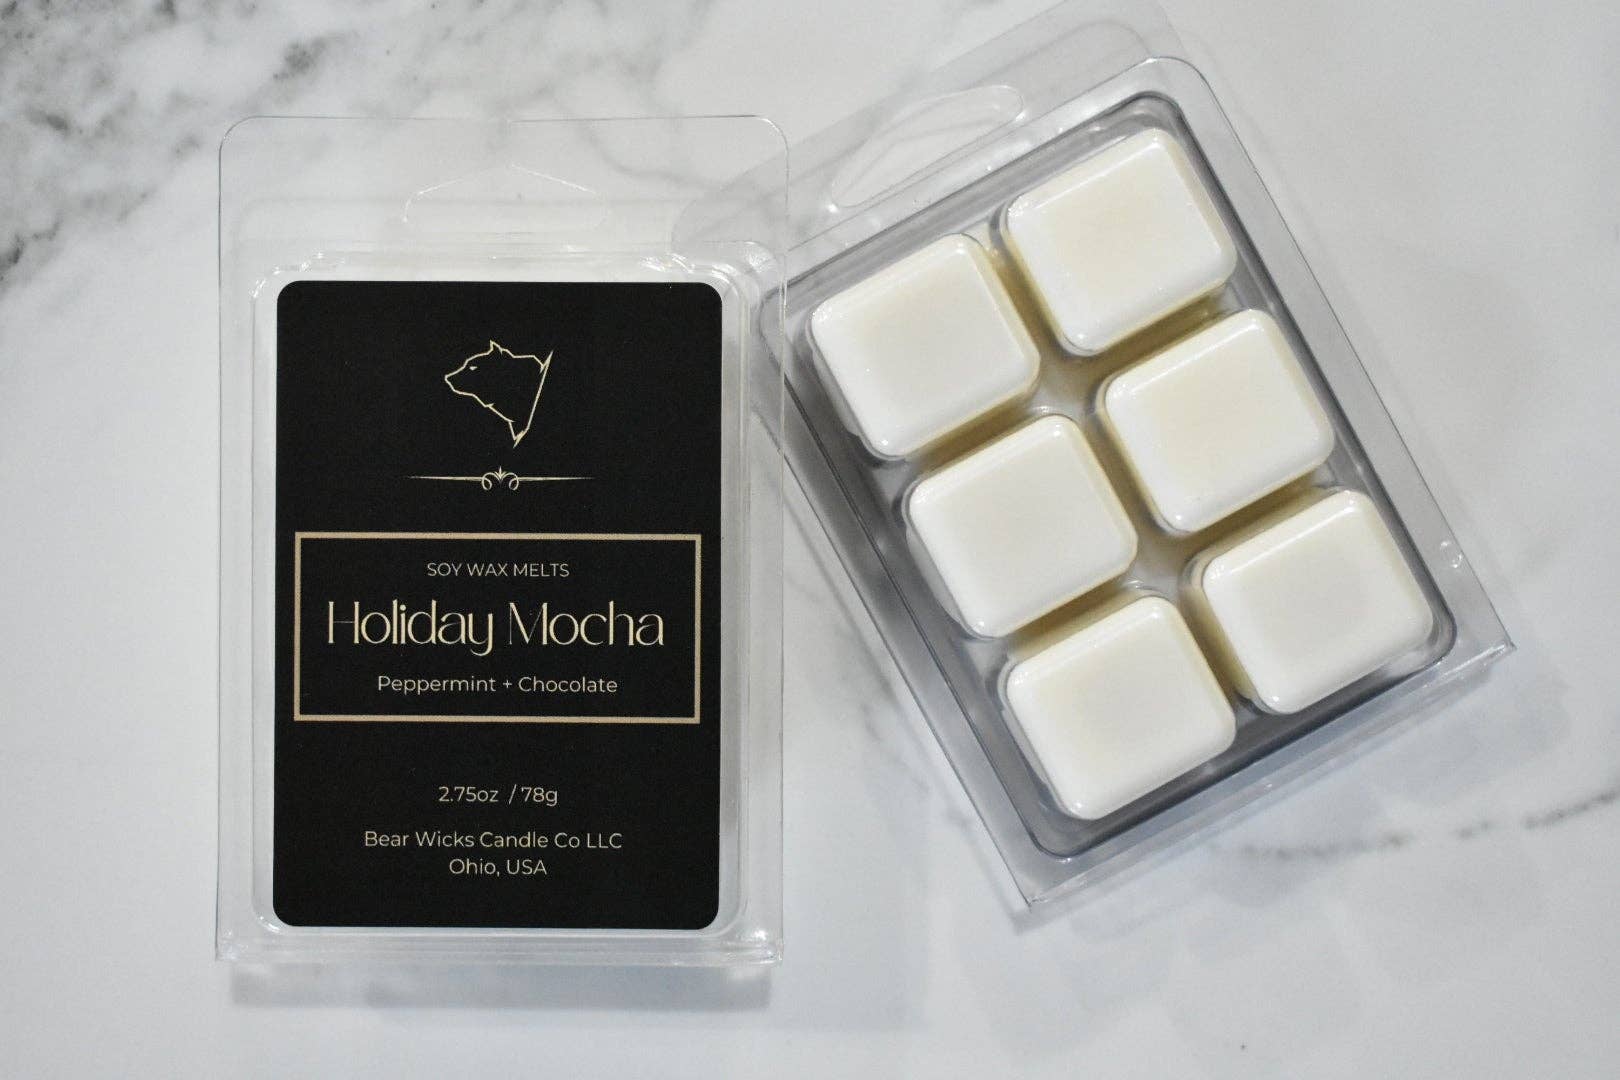 SOY WAX MELTS
Holiday Mocha
Peppermint + Chocolate
2.75oz / 78g
Bear Wicks Candle Co LLC
Ohio, USA